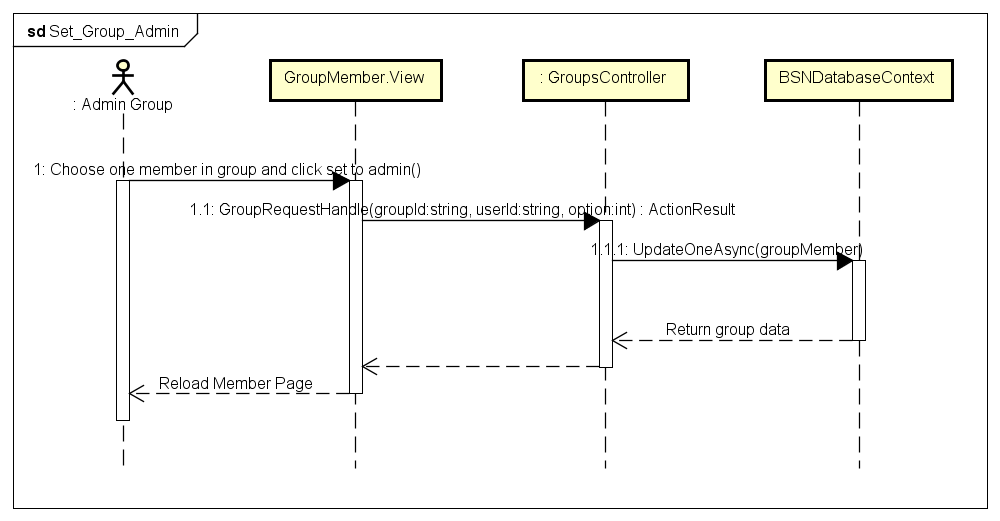 sd Set_Group_Admin
GroupMember.View
: GroupsController
BSNDatabaseContext
: Admin Group
1: Choose one member in group and click set to admin()
1.1: GroupRequestHandle(groupId:string, userId:string, option:int) : ActionResult
1.1.1: UpdateOneAsync(groupMember)
Return group data
Reload Member Page